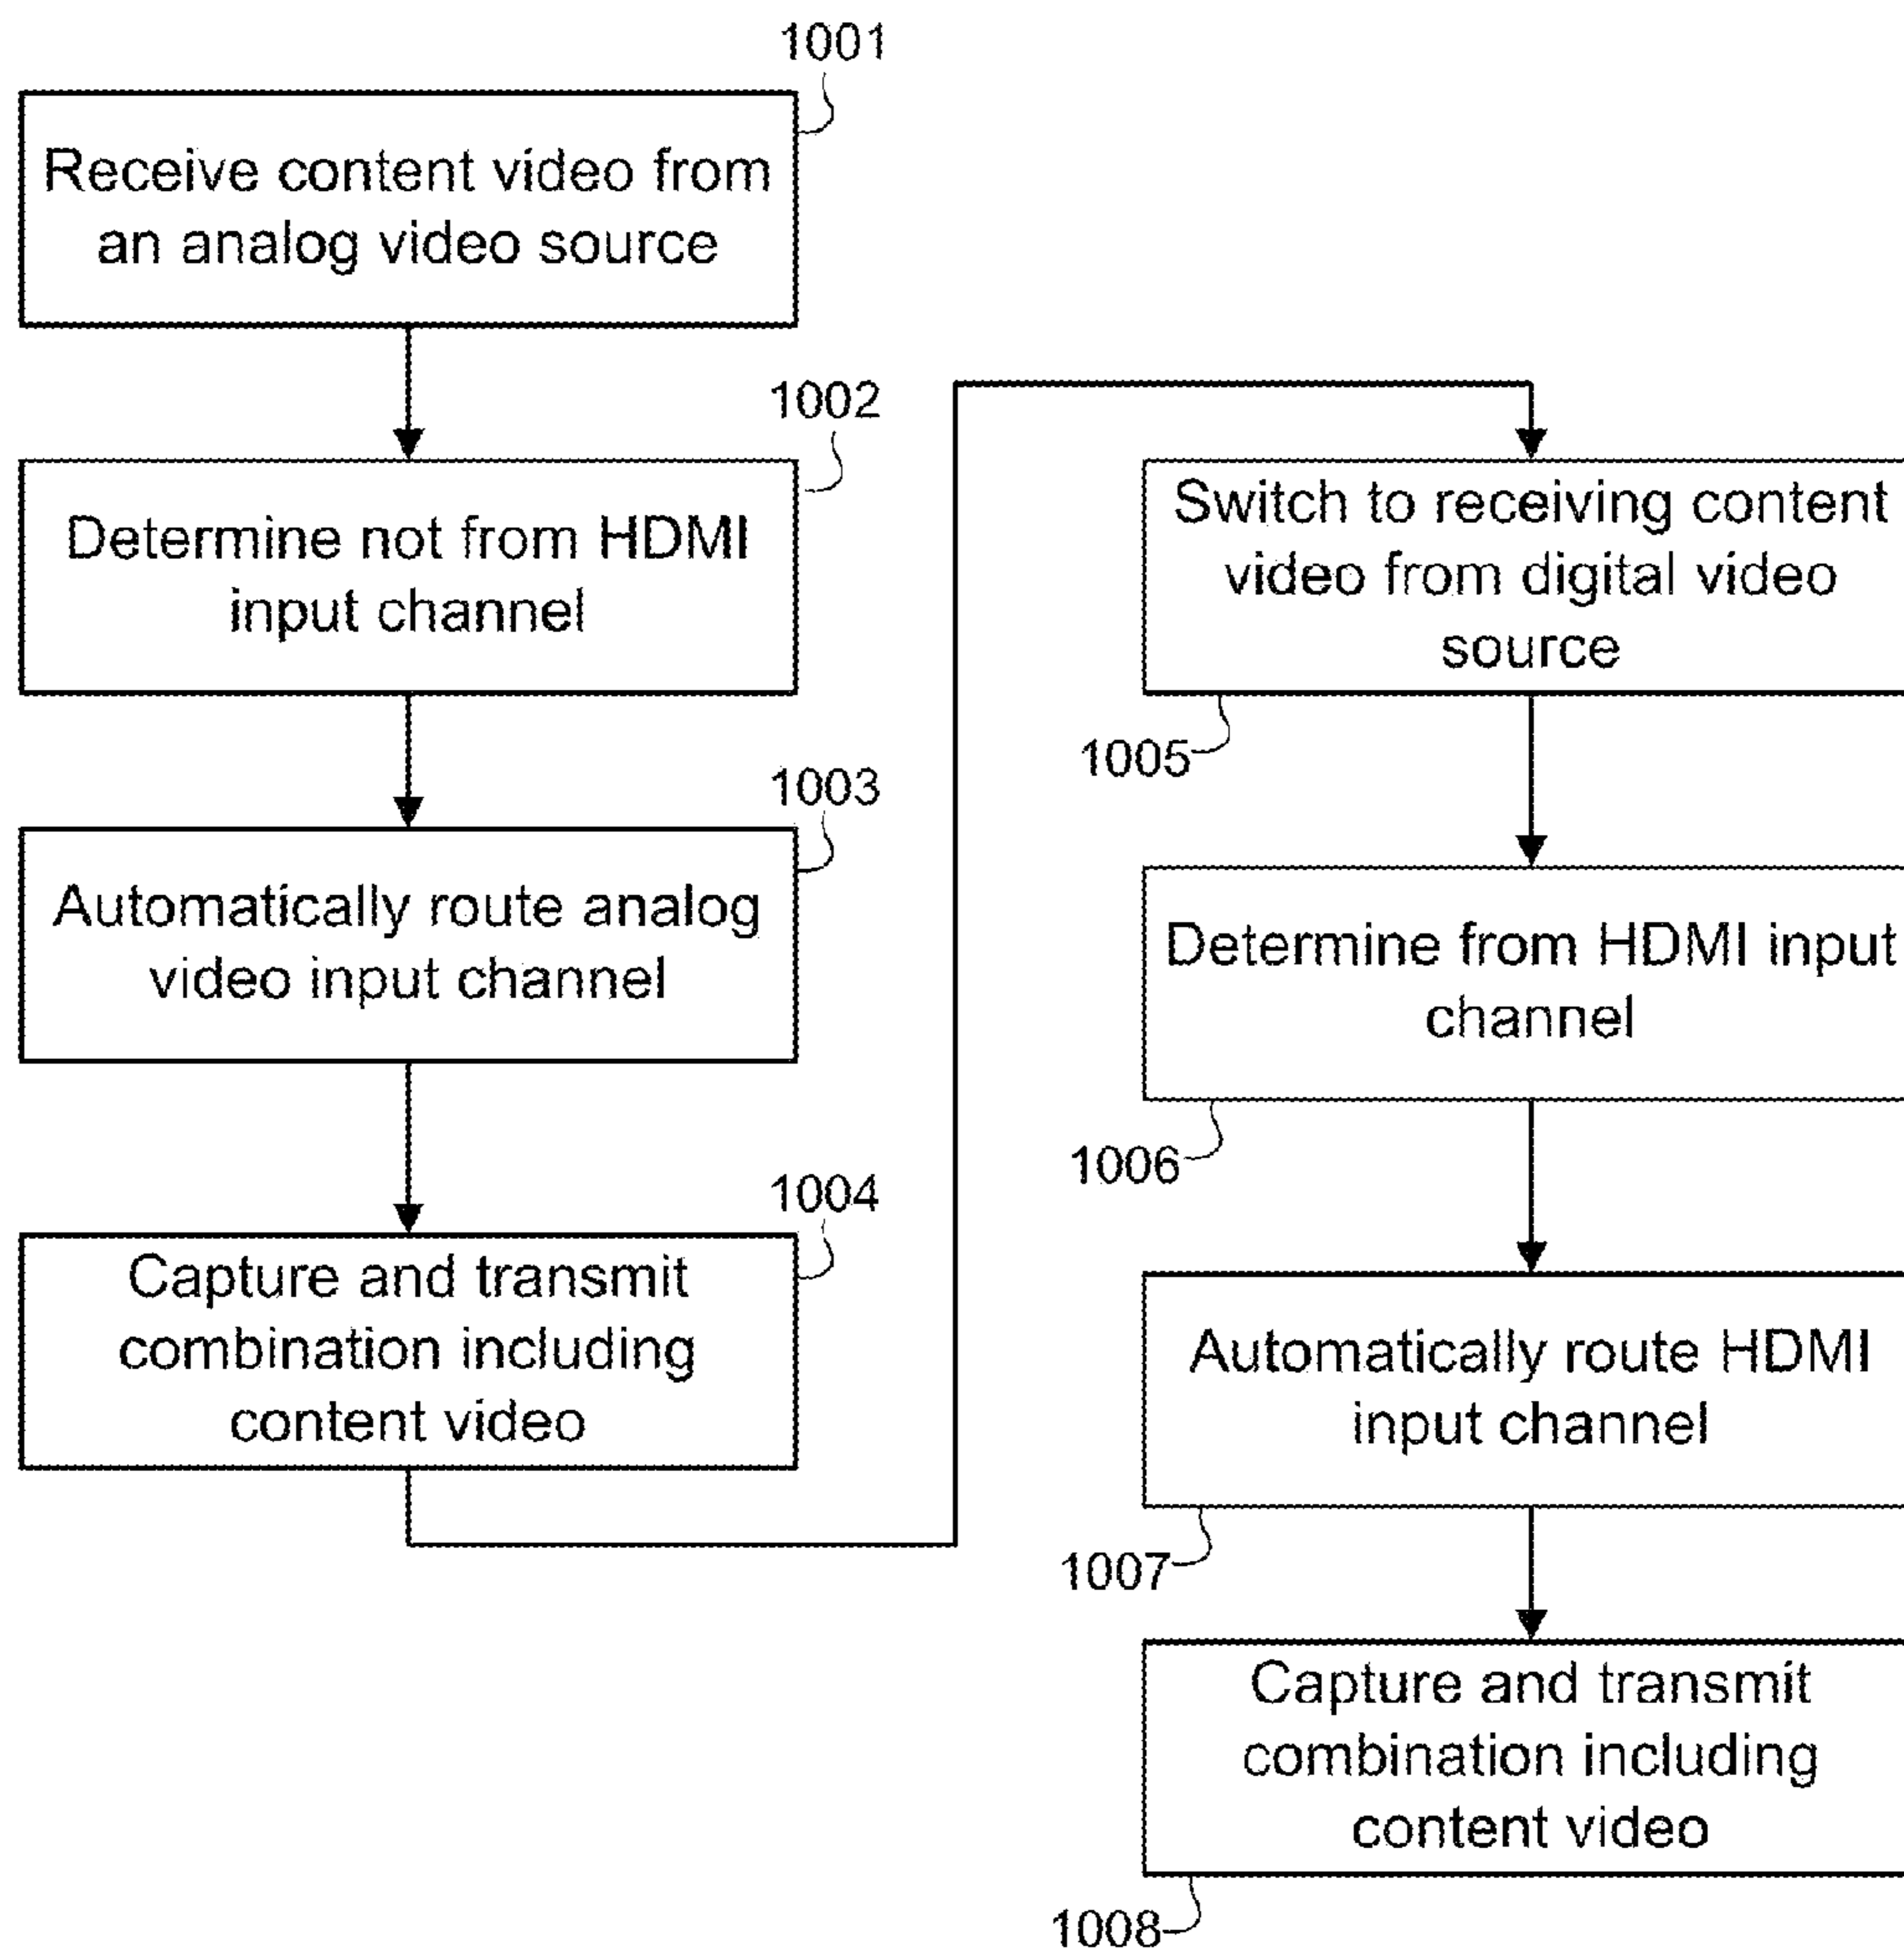 1001
Receive content video from
an analog video source
1002
Determine not from HDMI
input channel
1003
Automatically route analog
video input channel
1004
Capture and transmit
combination including
content video
Switch to receiving content
video from digital video
source
1005
Determine from HDMI input
channel
1006
Automatically route HDMI
input channel
1007
Capture and transmit
combination including
content video
1008